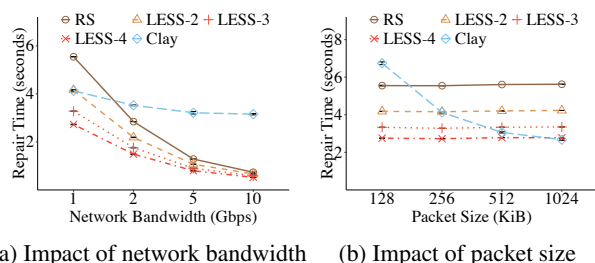 RS LESS-2 LESS-3
LESS-4 Clay
Repair Time (seconds)
6
4
2
1 2 5 10
Network Bandwidth (Gbps)
a) Impact of network bandwidth
RS LESS-2 LESS-3
LESS-4 Clay
Repair Time (seconds)
8
6
4
2
128 256 512 1024
Packet Size (KiB)
(b) Impact of packet size